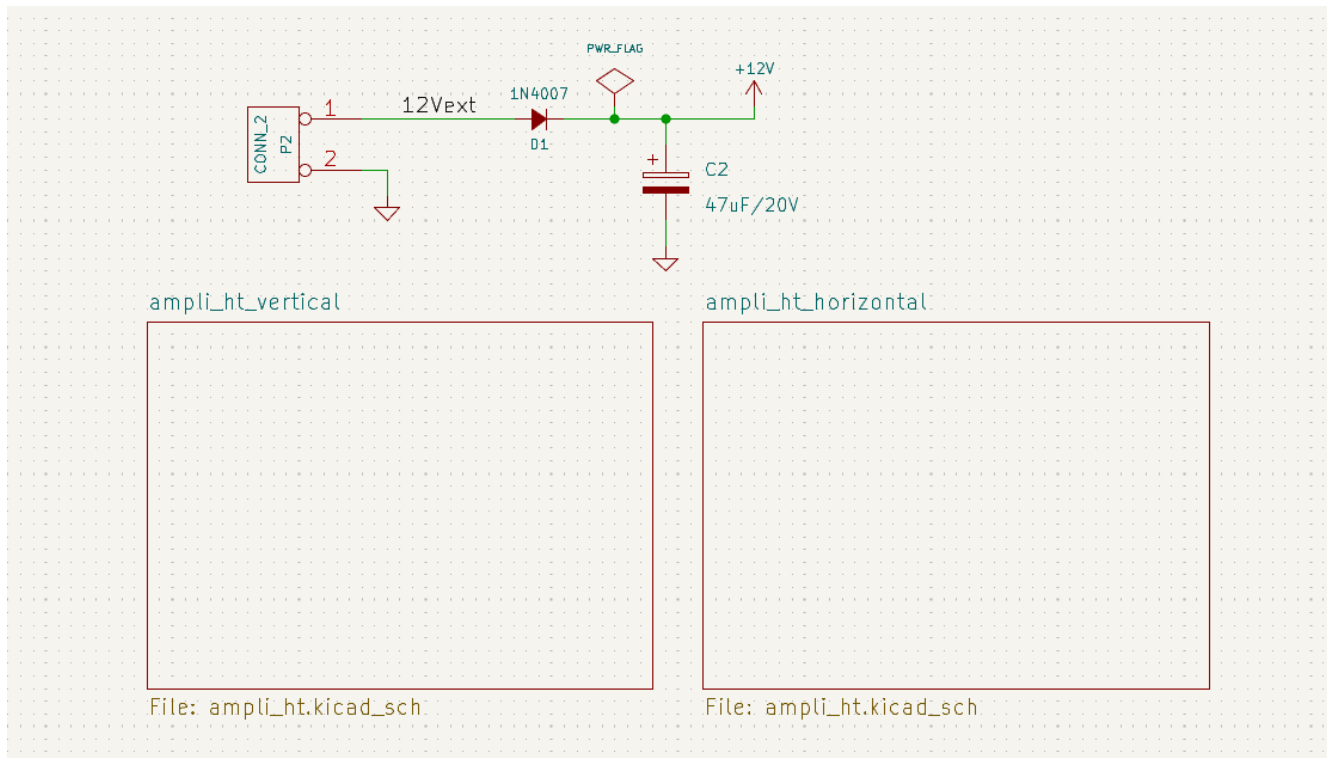 PWR_FLAG
+12V
1N4007
12Vext
1
CONN_2
P2
D1
2
+
C2
47uF/20V
ampli_ht_vertical
ampli_ht_horizontal
File: ampli_ht.kicad_sch
File: ampli_ht.kicad_sch